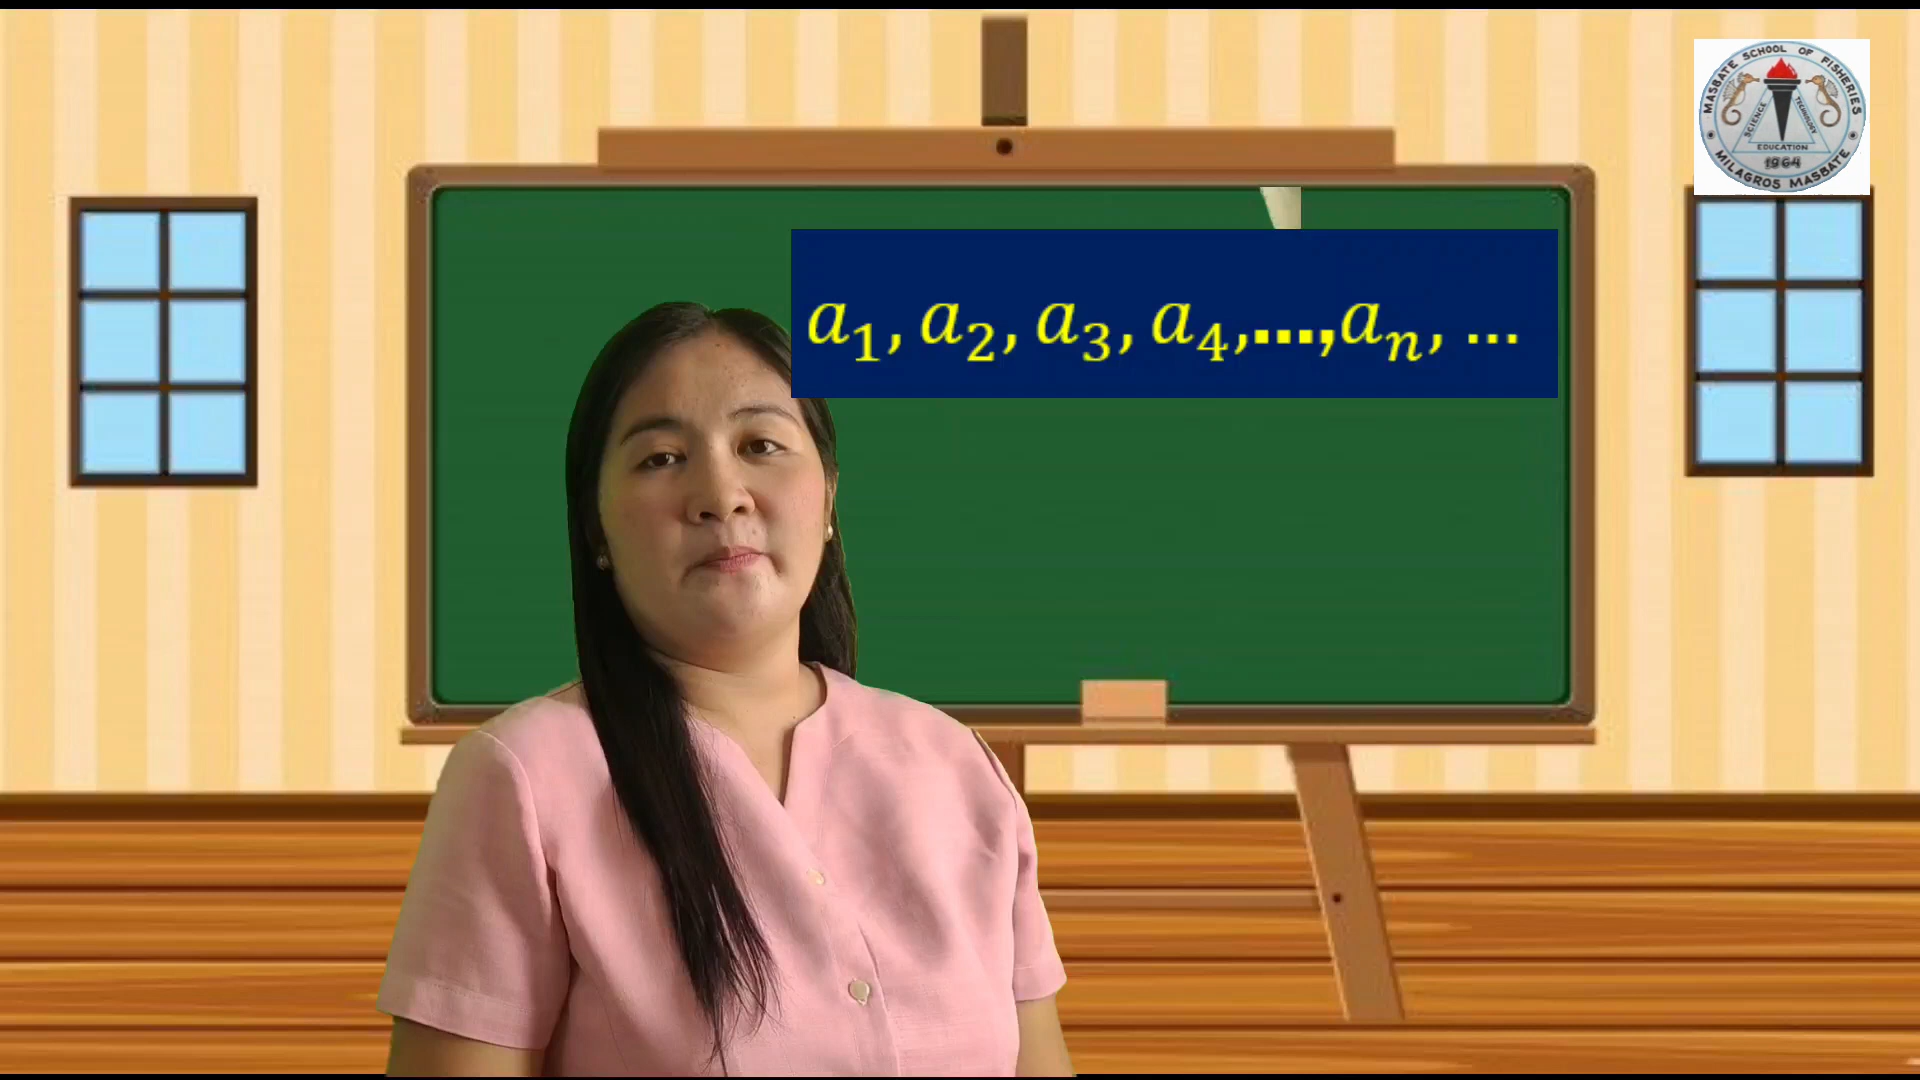 MASBATE SCHOOL OF FISHERIES
SCIENCE
TECHNOLOGY
EDUCATION
1964
MILAGROS MASBATE
a₁, a₂, a₃, a₄,...,aₙ, ...